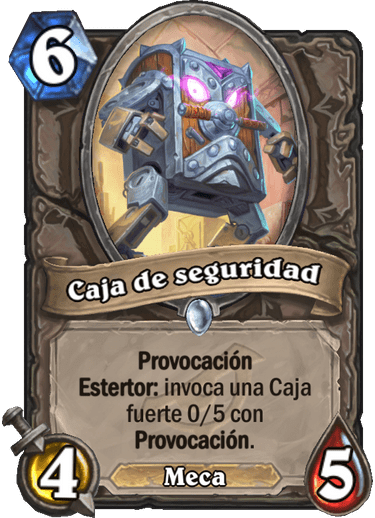 6
Caja de seguridad
Provocación
Estertor: invoca una Caja
fuerte 0/5 con
Provocación.
4
Meca
5